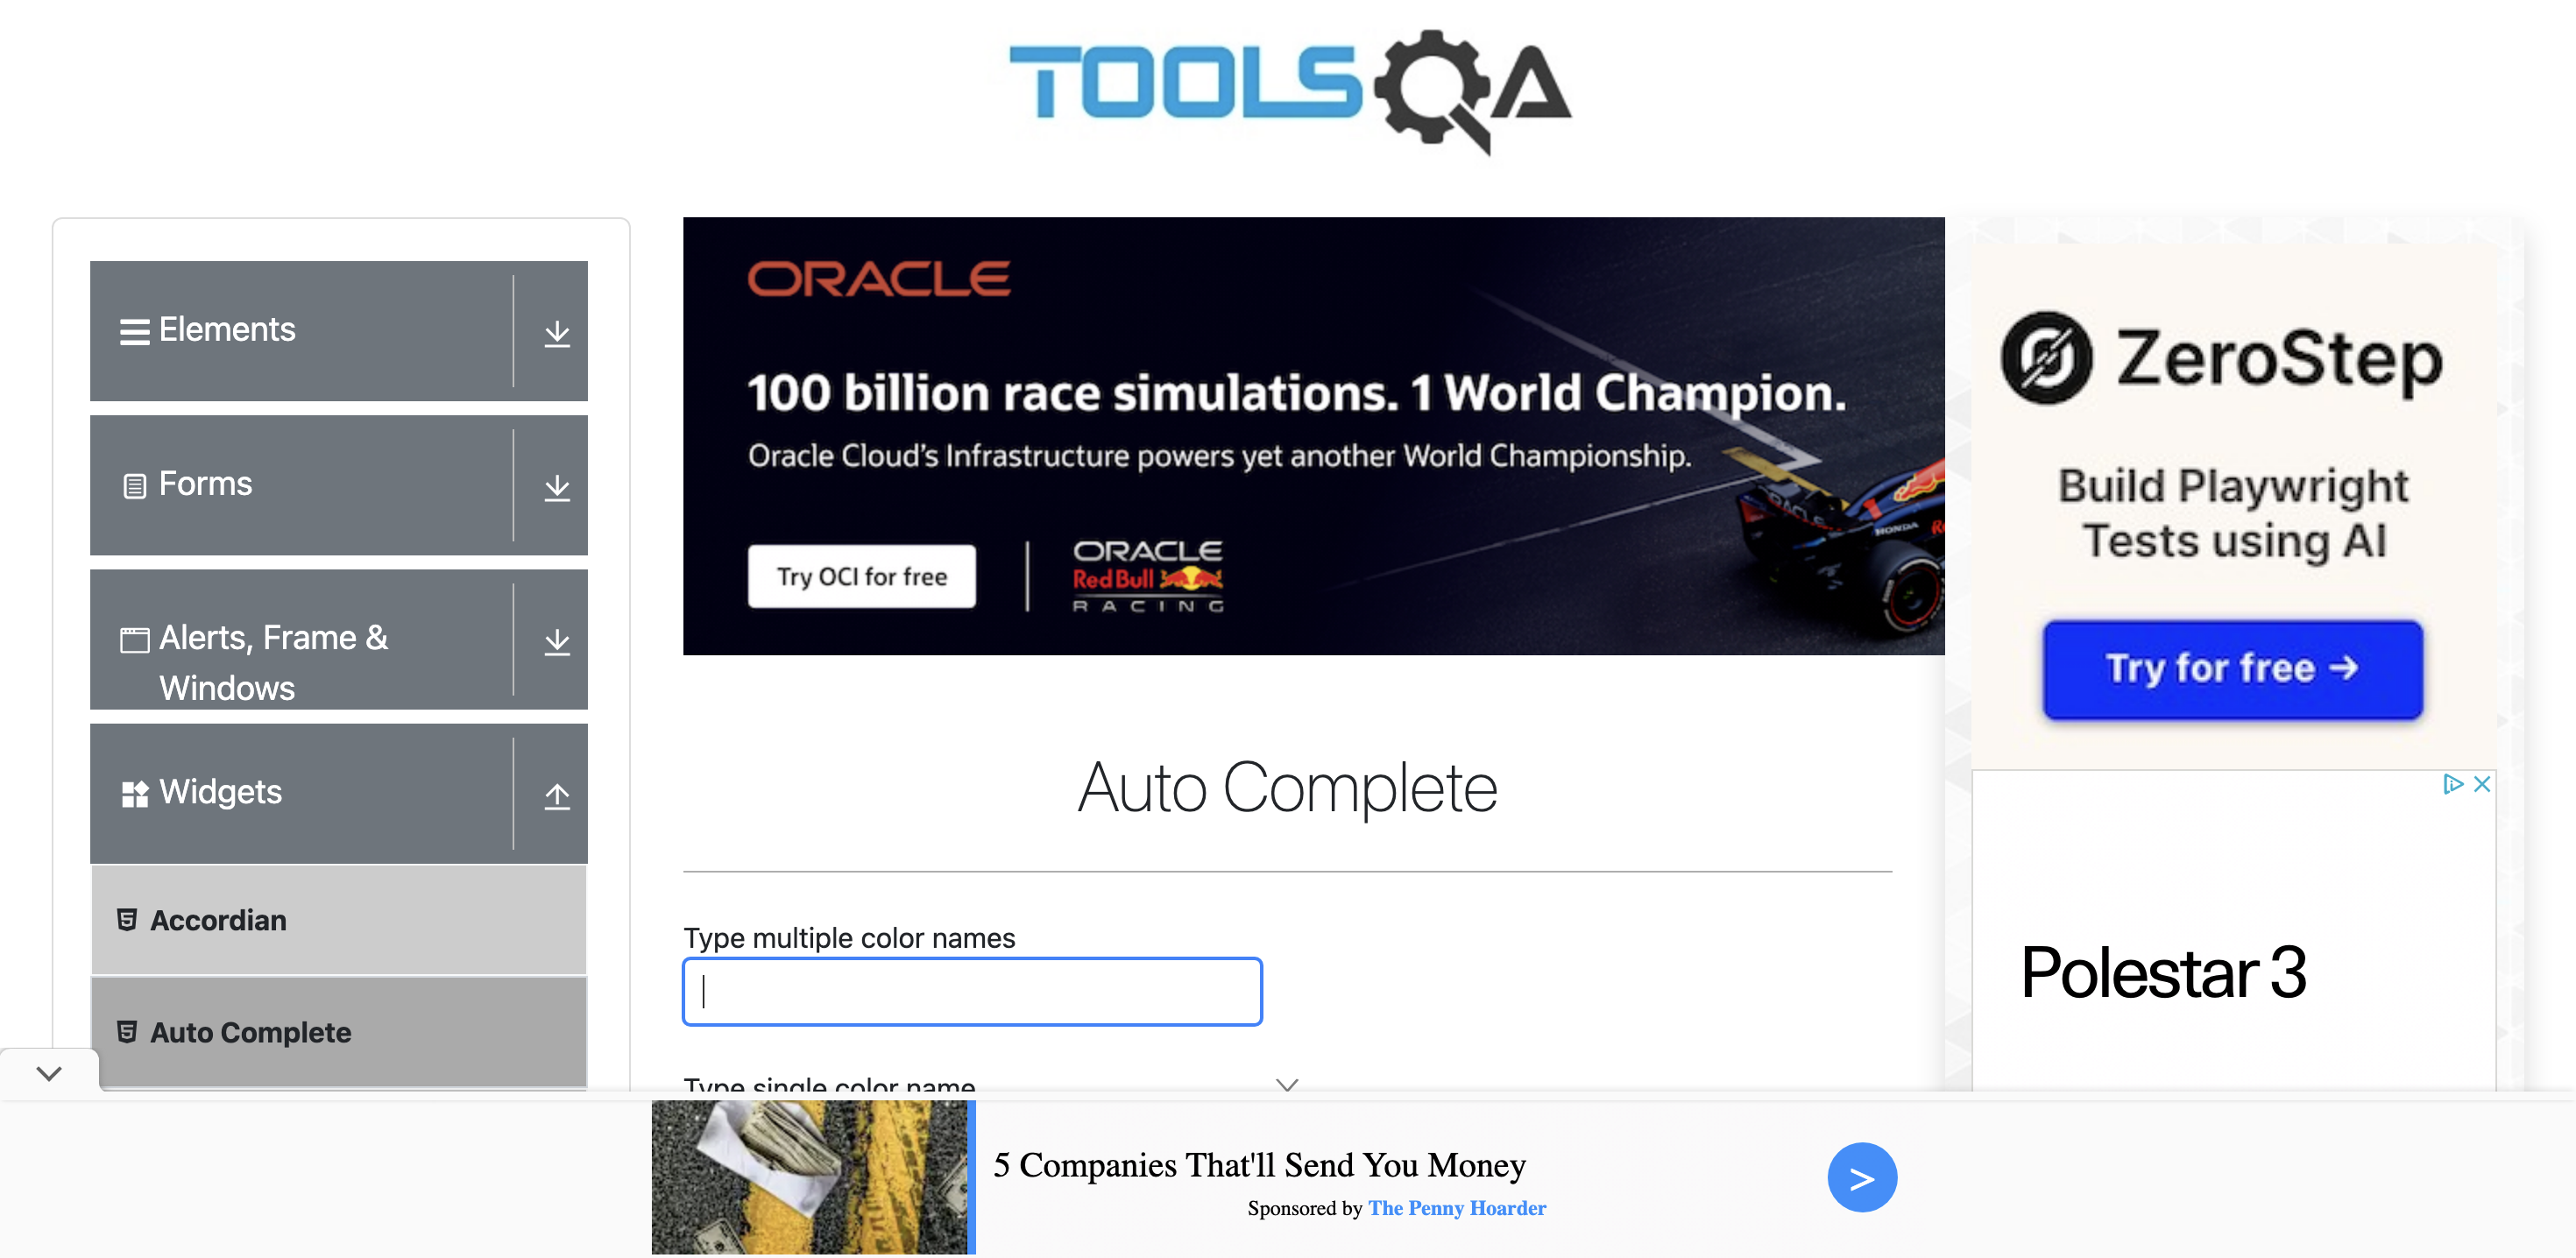 TOOLSQA
Elements
Forms
Alerts, Frame &
Windows
Widgets
Accordian
Auto Complete
ORACLE
100 billion race simulations. 1 World Champion.
Oracle Cloud's Infrastructure powers yet another World Championship.
Try OCI for free
ORACLE
Red Bull
RACING
ORACLE
HONDA
Auto Complete
Type multiple color names
Type single color name
ZeroStep
Build Playwright
Tests using AI
Try for free →
Polestar 3
5 Companies That'll Send You Money
Sponsored by The Penny Hoarder
>